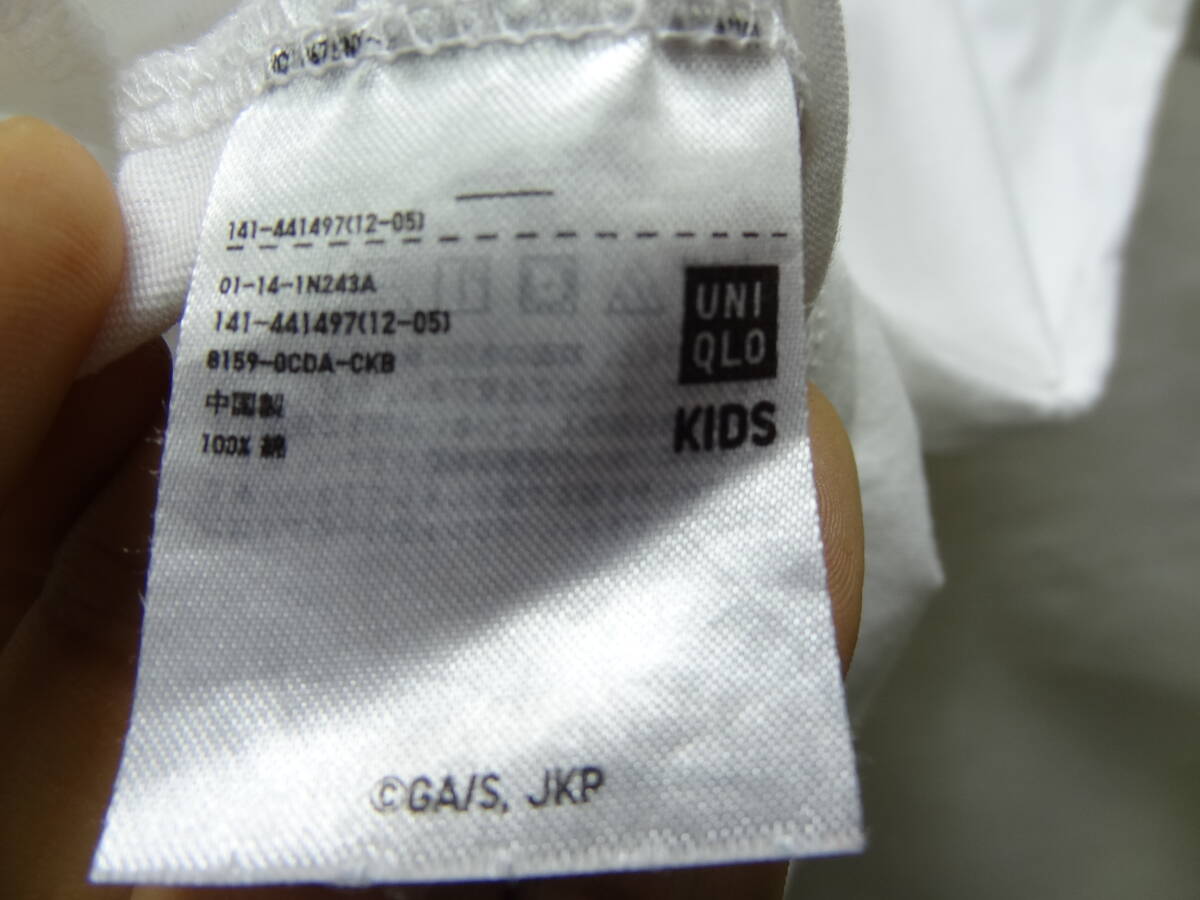 141-441497(12-05)
01-14-1N243A
141-441497(12-05)
8159-0CDA-CKB
中国製
100% 綿
UNI
QLO
KIDS
©GA/S, JKP